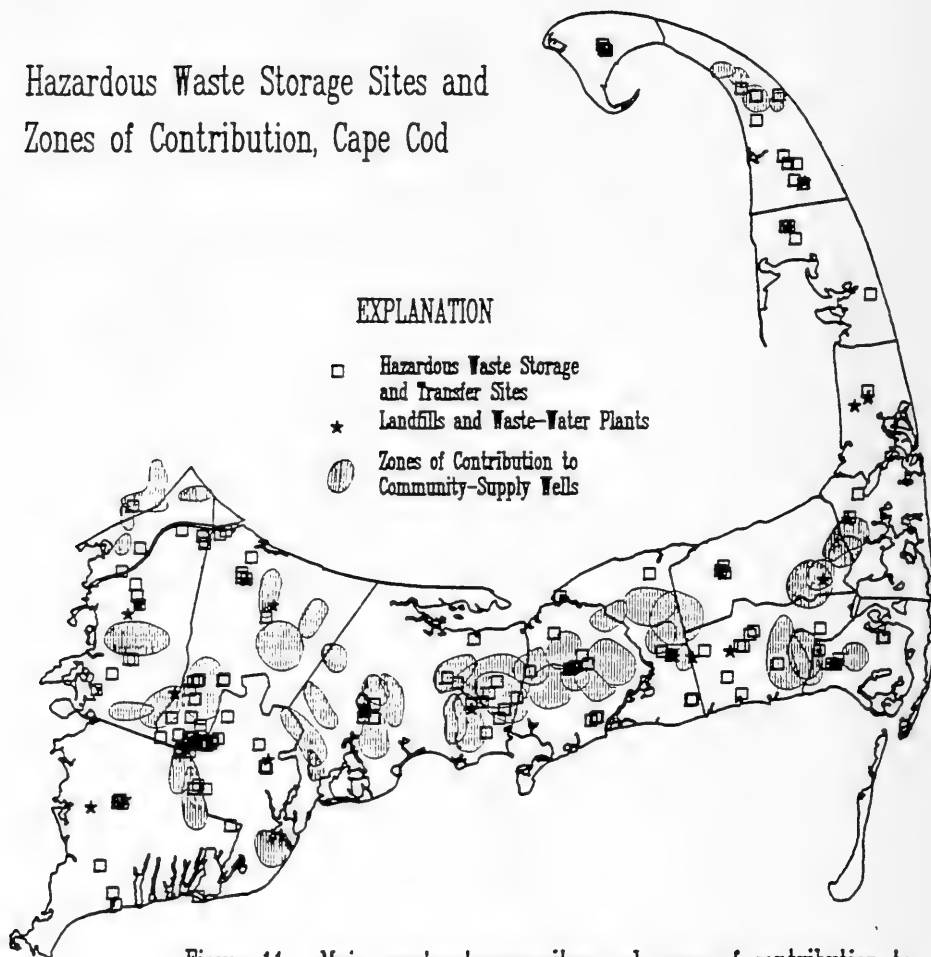 Hazardous Waste Storage Sites and
Zones of Contribution, Cape Cod
EXPLANATION
Hazardous Waste Storage
and Transfer Sites
Landfills and Waste-Water Plants
Zones of Contribution to
Community-Supply Wells